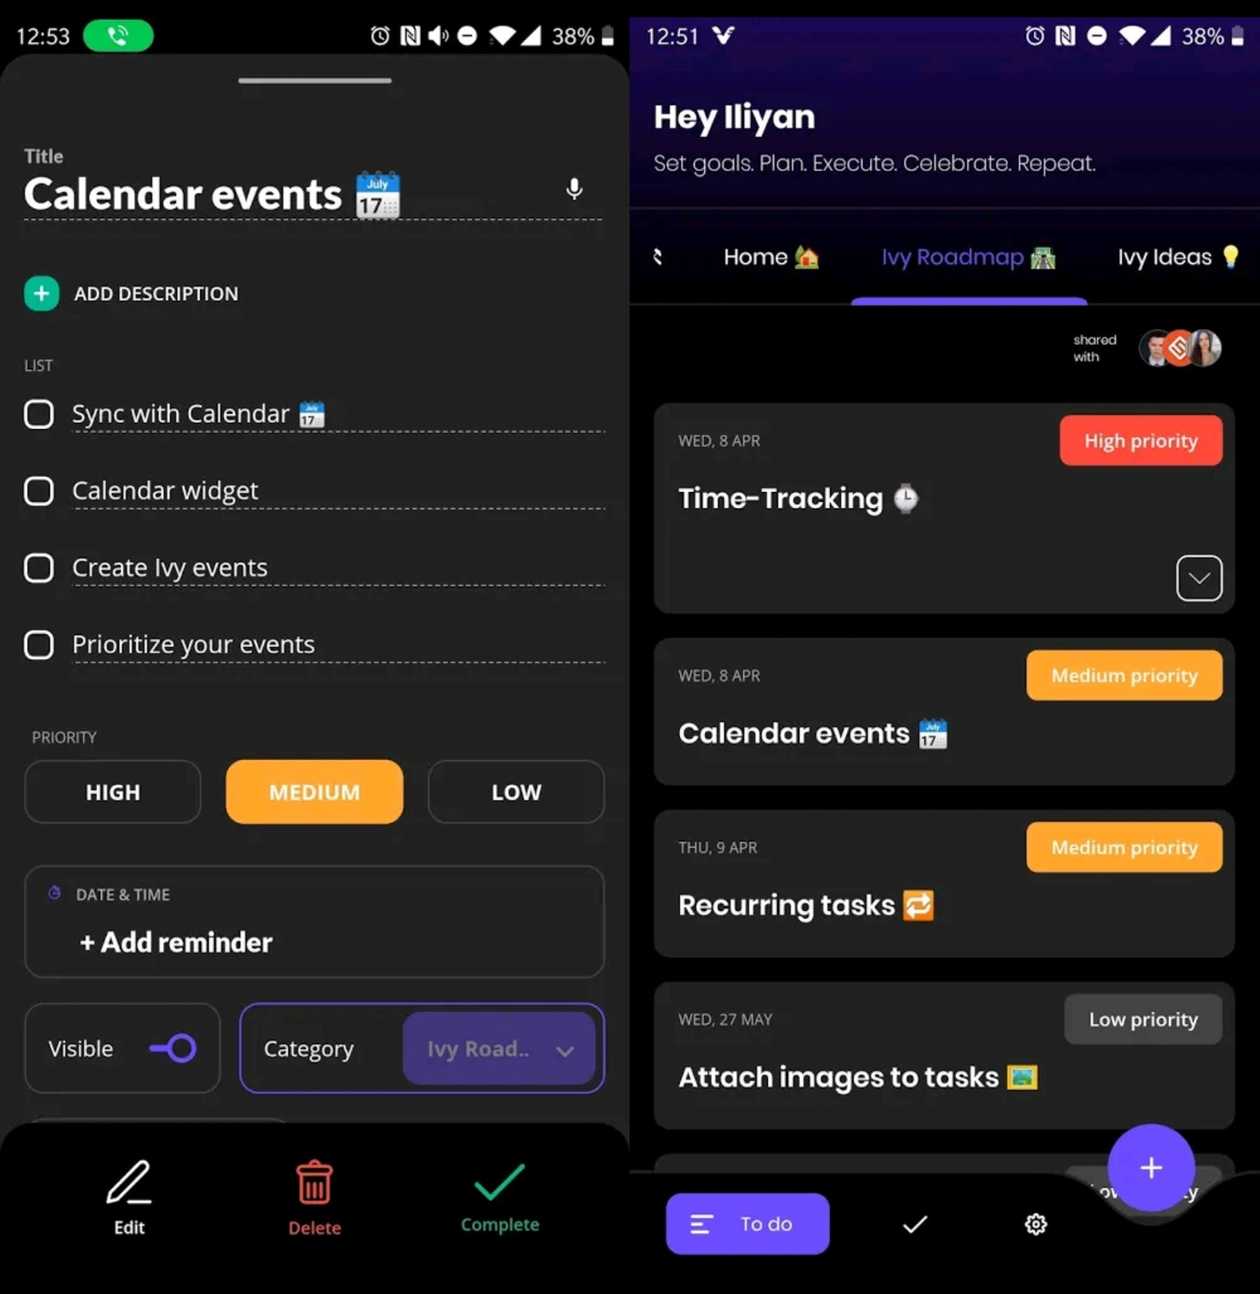 12:53
38%
Title
Calendar events
July
17
ADD DESCRIPTION
LIST
Sync with Calendar
July
17
Calendar widget
Create Ivy events
Prioritize your events
PRIORITY
HIGH
MEDIUM
LOW
DATE & TIME
+ Add reminder
Visible
Category
Ivy Road..
Edit
Delete
Complete
12:51
38%
Hey Iliyan
Set goals. Plan. Execute. Celebrate. Repeat.
Home
Ivy Roadmap
Ivy Ideas
shared
with
WED, 8 APR
High priority
Time-Tracking
WED, 8 APR
Medium priority
Calendar events
July
17
THU, 9 APR
Medium priority
Recurring tasks
WED, 27 MAY
Low priority
Attach images to tasks
To do